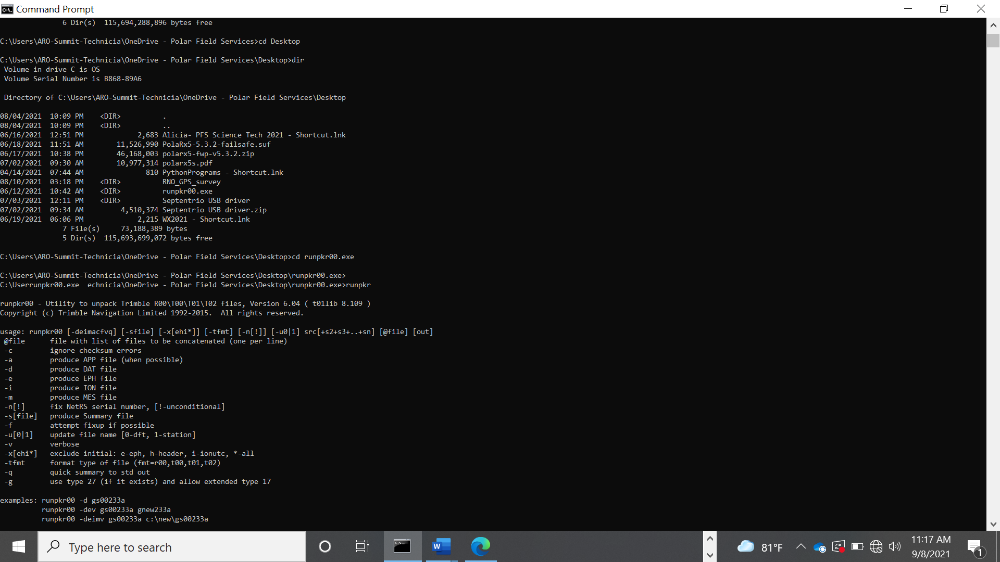 Command Prompt
6 Dir(s)  115,694,288,896 bytes free
C:\Users\ARO-Summit-Technicia\OneDrive - Polar Field Services>cd Desktop
C:\Users\ARO-Summit-Technicia\OneDrive - Polar Field Services\Desktop>dir
Volume in drive C is OS
Volume Serial Number is B868-89A6
Directory of C:\Users\ARO-Summit-Technicia\OneDrive - Polar Field Services\Desktop
08/04/2021  10:09 PM    <DIR>          .
08/04/2021  10:09 PM    <DIR>          ..
06/16/2021  12:51 PM             2,683 Alicia- PFS Science Tech 2021 - Shortcut.lnk
06/18/2021  11:51 AM        11,526,990 PolaRx5-5.3.2-failsafe.suf
06/17/2021  10:38 PM        46,168,003 polarx5-fwp-v5.3.2.zip
07/02/2021  09:30 AM        10,977,314 polarx5s.pdf
04/14/2021  07:44 AM               810 PythonPrograms - Shortcut.lnk
08/10/2021  03:18 PM    <DIR>          RNO_GPS_survey
06/12/2021  10:42 AM    <DIR>          runpkr00.exe
07/03/2021  12:11 PM    <DIR>          Septentrio USB driver
07/02/2021  09:34 AM         4,510,374 Septentrio USB driver.zip
06/19/2021  06:06 PM             2,215 WX2021 - Shortcut.lnk
7 File(s)     73,188,389 bytes
5 Dir(s)  115,693,699,072 bytes free
C:\Users\ARO-Summit-Technicia\OneDrive - Polar Field Services\Desktop>cd runpkr00.exe
C:\Users\ARO-Summit-Technicia\OneDrive - Polar Field Services\Desktop\runpkr00.exe>
C:\Userrunpkr00.exe  echnicia\OneDrive - Polar Field Services\Desktop\runpkr00.exe>runpkr
runpkr00 - Utility to unpack Trimble R00\T00\T01\T02 files, Version 6.04 ( t01lib 8.109 )
Copyright (c) Trimble Navigation Limited 1992-2015.  All rights reserved.
usage: runpkr00 [-deimacfvq] [-sfile] [-x[ehi*]] [-tfmt] [-n[!]] [-u0|1] src[+s2+s3+..+sn] [@file] [out]
@file      file with list of files to be concatenated (one per line)
-c         ignore checksum errors
-a         produce APP file (when possible)
-d         produce DAT file
-e         produce EPH file
-i         produce ION file
-m         produce MES file
-n[!]      fix NetRS serial number, [!-unconditional]
-s[file]   produce Summary file
-f         attempt fixup if possible
-u[0|1]    update file name [0-dft, 1-station]
-v         verbose
-x[ehi*]   exclude initial: e-eph, h-header, i-ionutc, *-all
-tfmt      format type of file (fmt=r00,t00,t01,t02)
-q         quick summary to std out
-g         use type 27 (if it exists) and allow extended type 17
examples: runpkr00 -d gs00233a
runpkr00 -dev gs00233a gnew233a
runpkr00 -deimv gs00233a c:\new\gs00233a
Type here to search
81°F
11:17 AM
9/8/2021
1